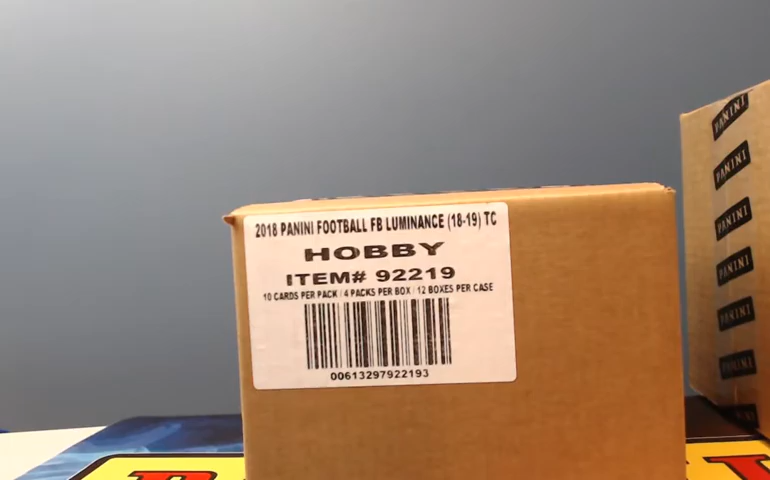 2018 PANINI FOOTBALL FB LUMINANCE (18-19) TC
HOBBY
ITEM# 92219
10 CARDS PER PACK / 4 PACKS PER BOX / 12 BOXES PER CASE
00613297922193
PANINI
PANINI
PANINI
PANINI
PANINI
PANINI